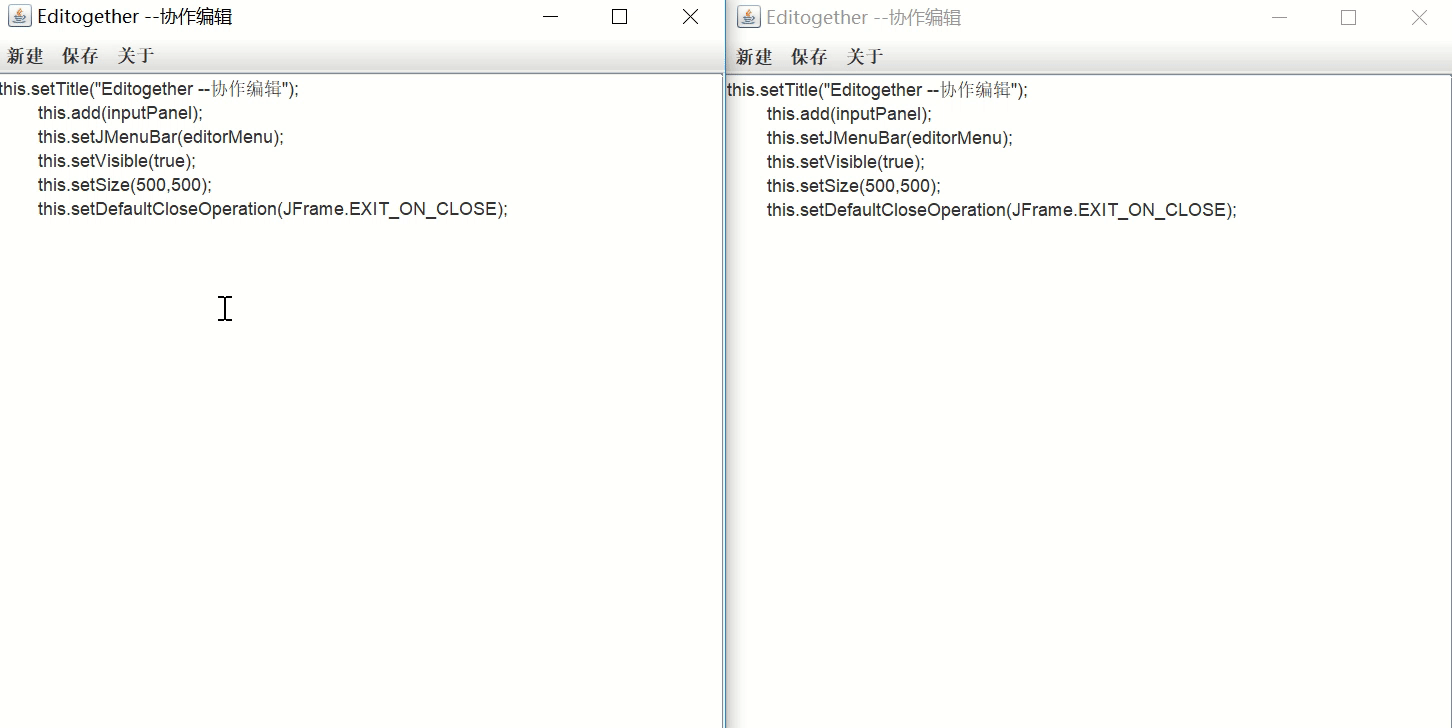 Editogether --协作编辑
新建 保存 关于
this.setTitle("Editogether --协作编辑");
this.add(inputPanel);
this.setJMenuBar(editorMenu);
this.setVisible(true);
this.setSize(500,500);
this.setDefaultCloseOperation(JFrame.EXIT_ON_CLOSE);
Editogether --协作编辑
新建 保存 关于
this.setTitle("Editogether --协作编辑");
this.add(inputPanel);
this.setJMenuBar(editorMenu);
this.setVisible(true);
this.setSize(500,500);
this.setDefaultCloseOperation(JFrame.EXIT_ON_CLOSE);